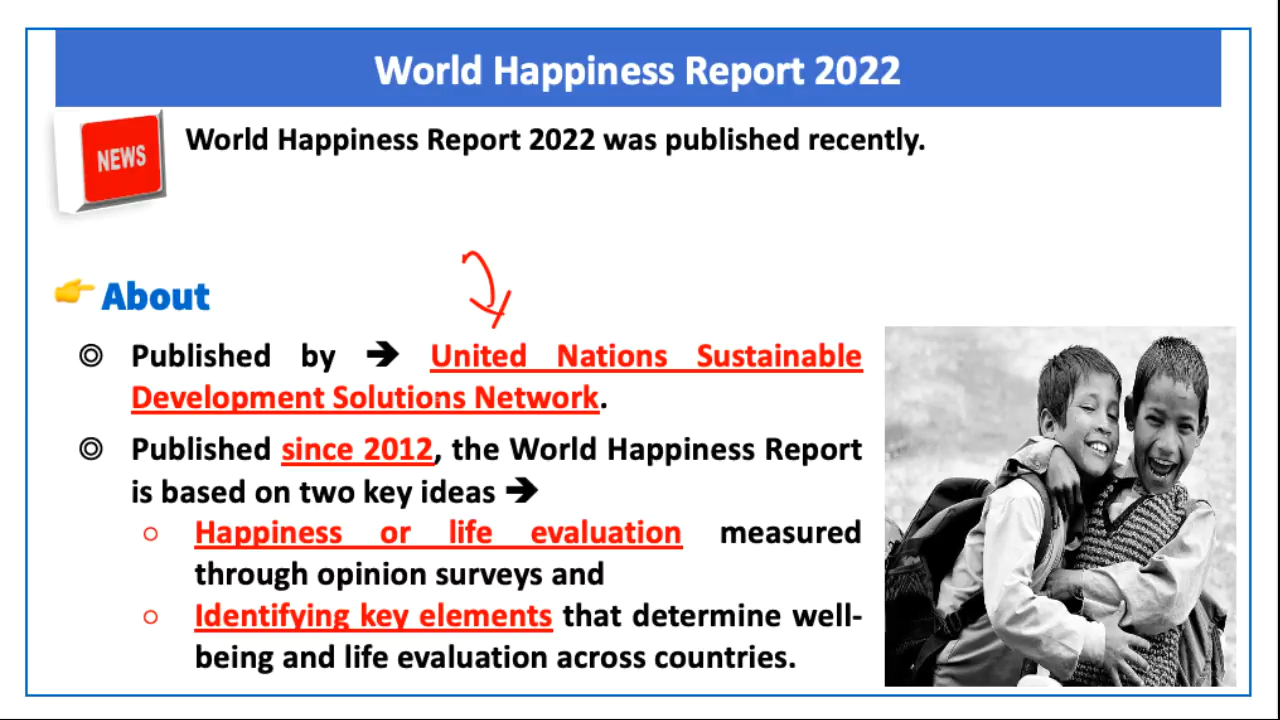 World Happiness Report 2022
NEWS
World Happiness Report 2022 was published recently.
👉 About
◎ Published by ➔ United Nations Sustainable
Development Solutions Network.
◎ Published since 2012, the World Happiness Report
is based on two key ideas ➔
○ Happiness or life evaluation measured
through opinion surveys and
○ Identifying key elements that determine well-
being and life evaluation across countries.